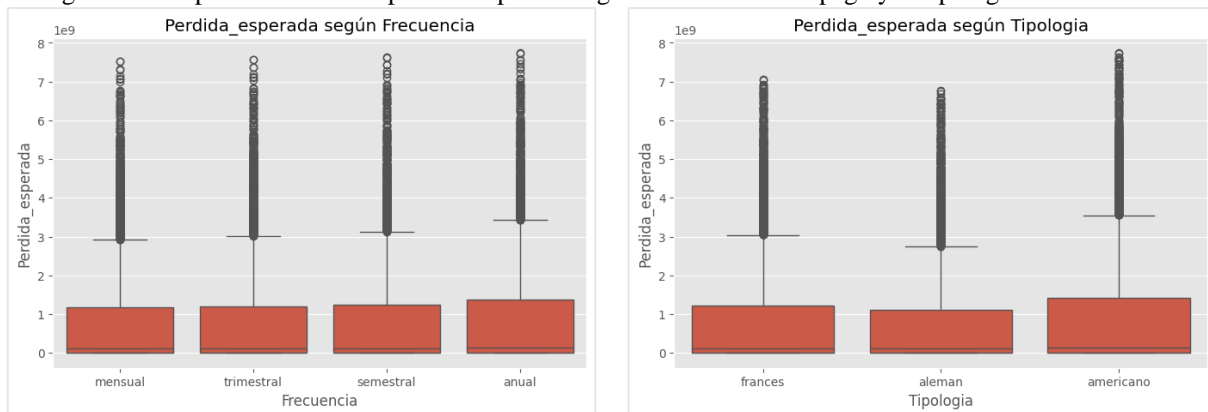 Perdida_esperada según Frecuencia
1e9
8
7
6
5
4
3
2
1
0
Perdida_esperada
mensual trimestral semestral anual
Frecuencia
Perdida_esperada según Tipologia
1e9
8
7
6
5
4
3
2
1
0
Perdida_esperada
frances aleman americano
Tipologia